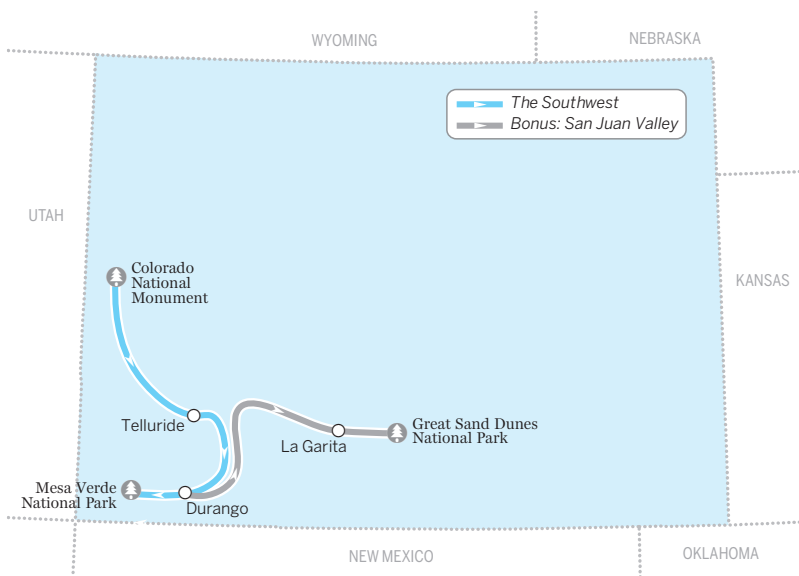 WYOMING
NEBRASKA
The Southwest
Bonus: San Juan Valley
UTAH
KANSAS
Colorado
National
Monument
Telluride
La Garita
Great Sand Dunes
National Park
Mesa Verde
National Park
Durango
NEW MEXICO
OKLAHOMA